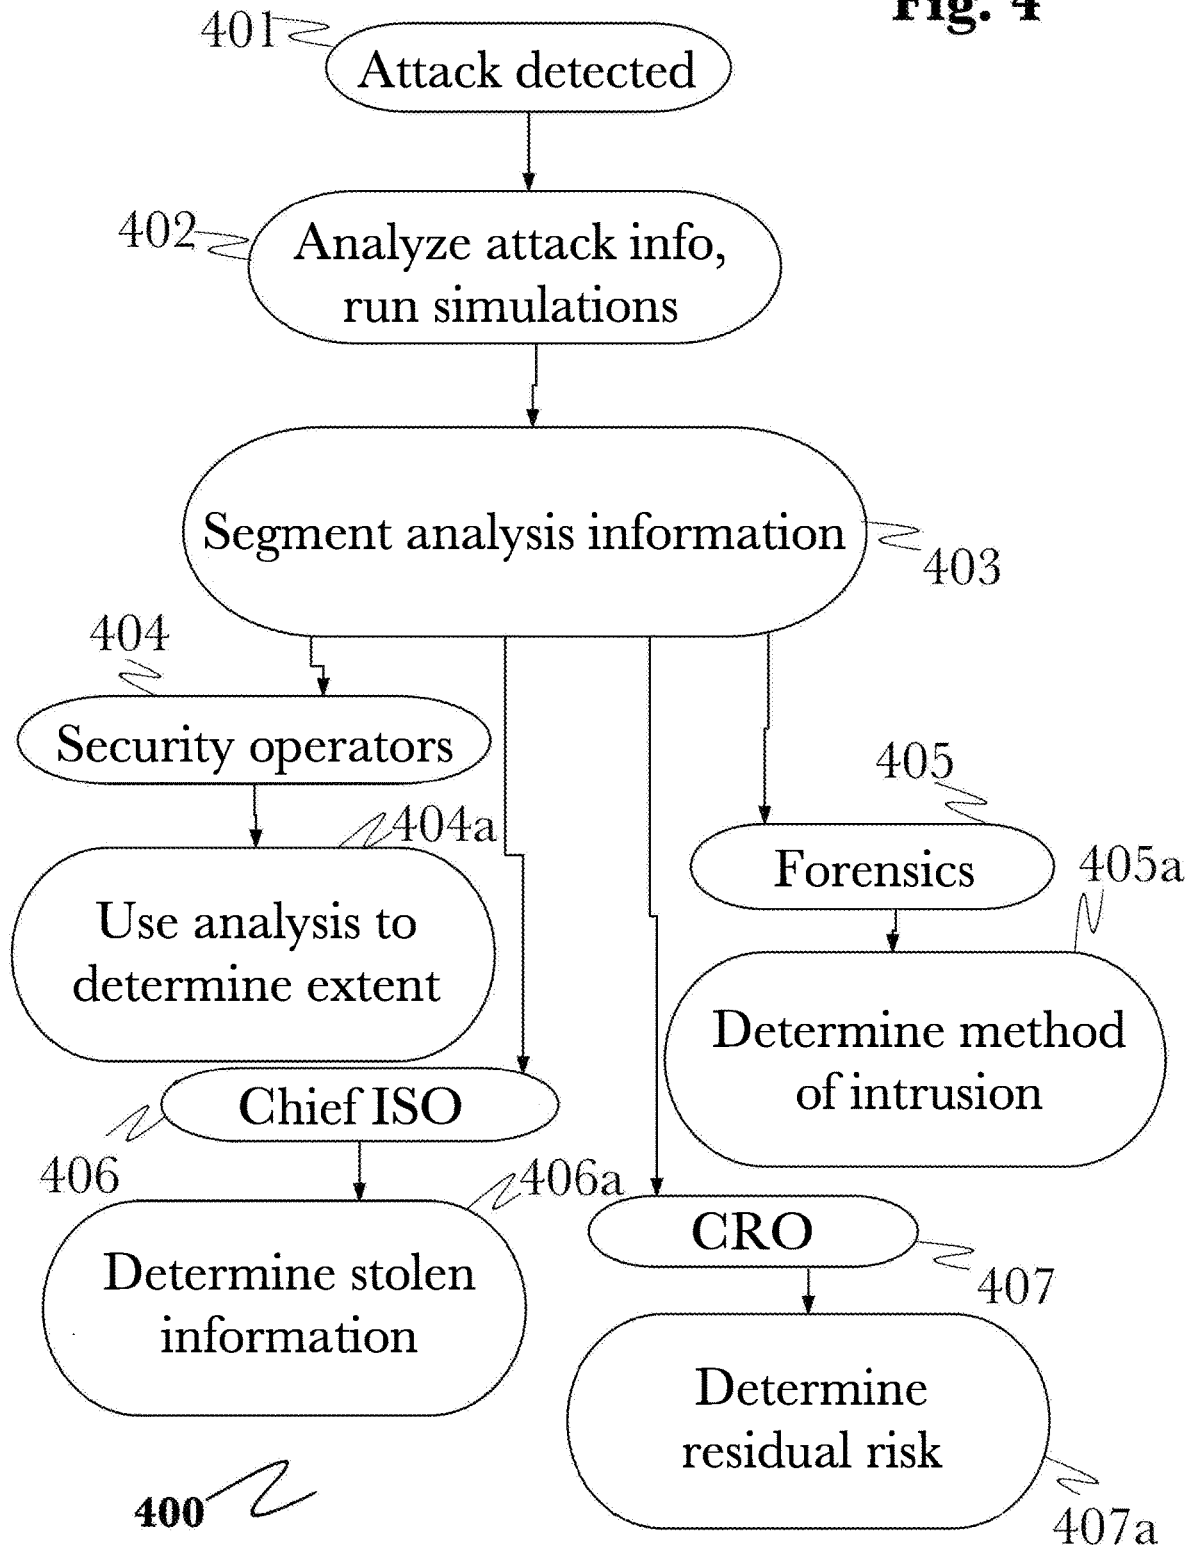 Fig. 4
401
Attack detected
402
Analyze attack info,
run simulations
Segment analysis information
403
404
Security operators
404a
Use analysis to
determine extent
405
Forensics
405a
Determine method
of intrusion
Chief ISO
406
406a
Determine stolen
information
CRO
407
Determine
residual risk
407a
400